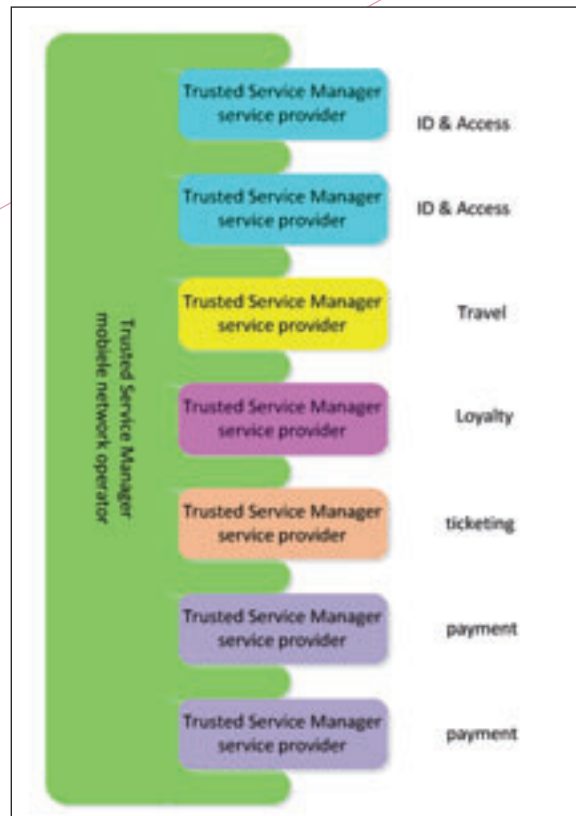 Trusted Service Manager
mobiele network operator
Trusted Service Manager
service provider
ID & Access
Trusted Service Manager
service provider
ID & Access
Trusted Service Manager
service provider
Travel
Trusted Service Manager
service provider
Loyalty
Trusted Service Manager
service provider
ticketing
Trusted Service Manager
service provider
payment
Trusted Service Manager
service provider
payment